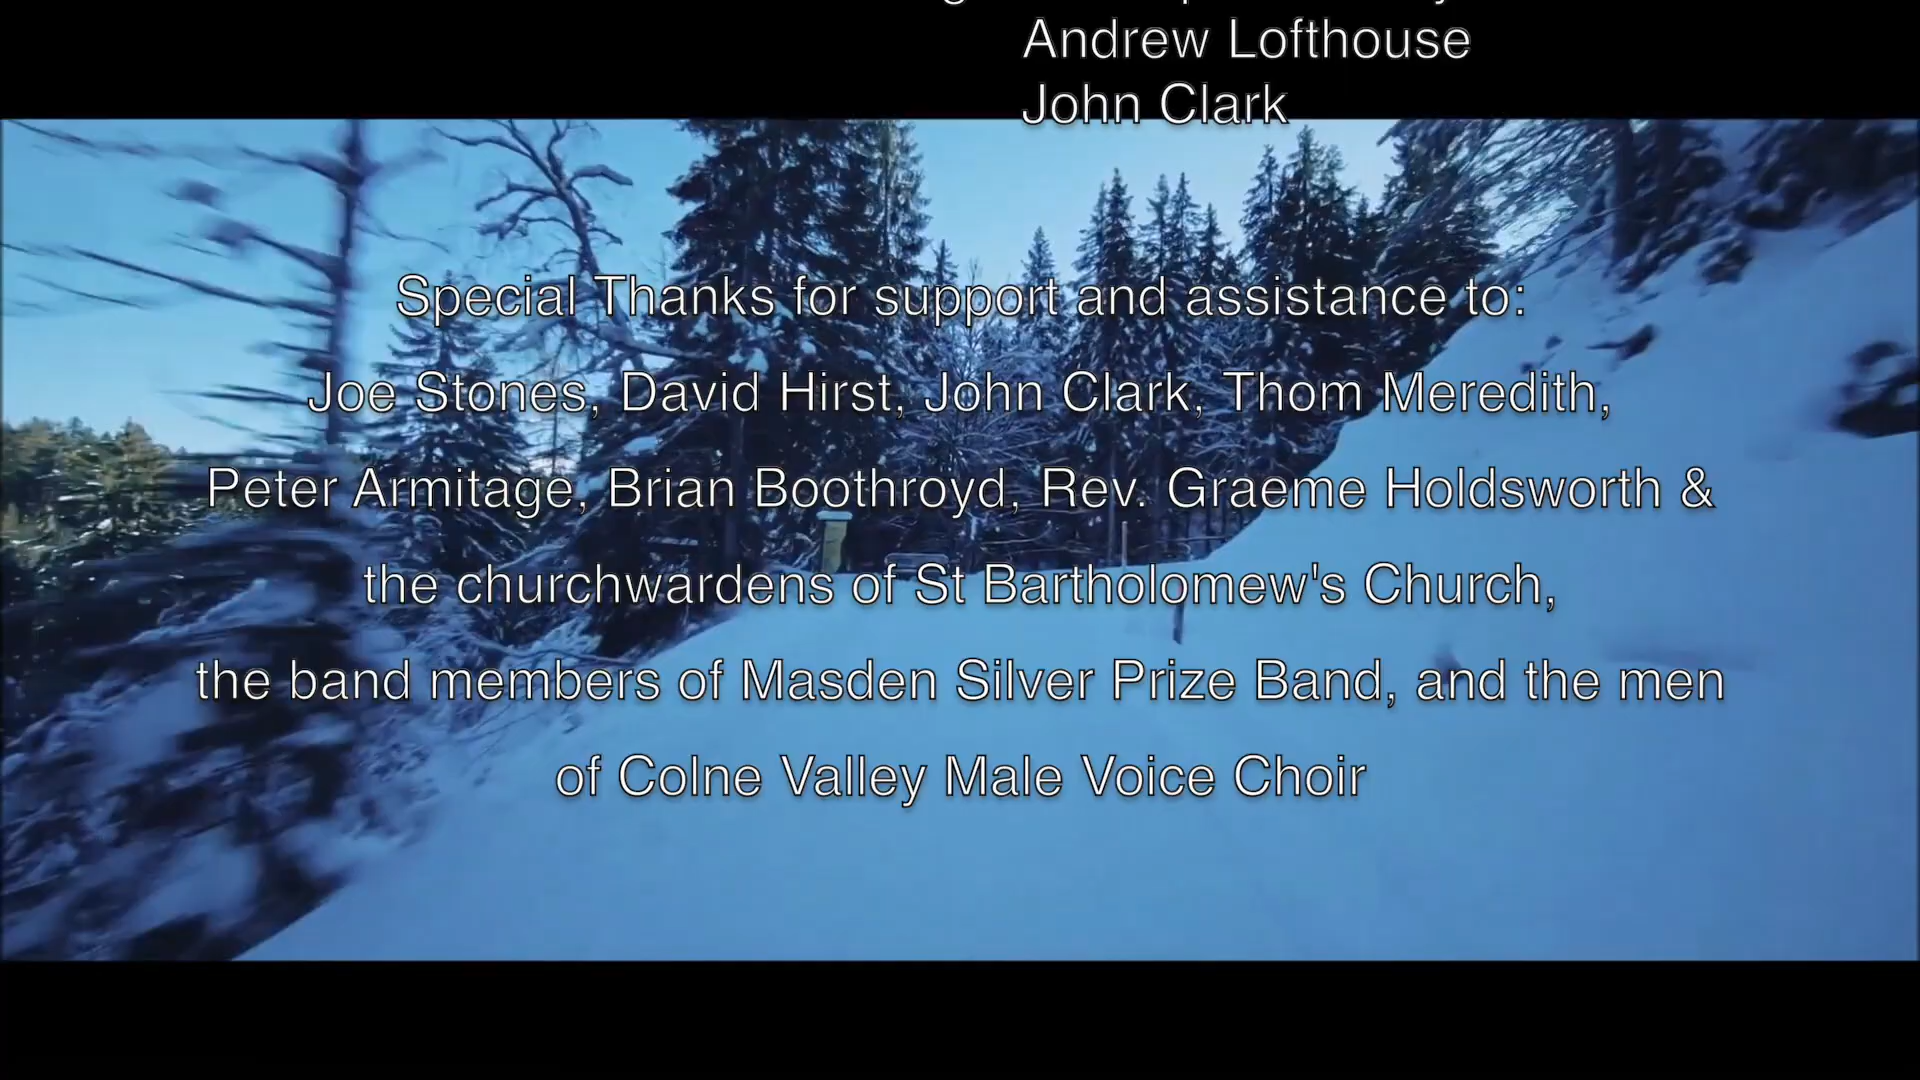 Andrew Lofthouse
John Clark
Special Thanks for support and assistance to:
Joe Stones, David Hirst, John Clark, Thom Meredith,
Peter Armitage, Brian Boothroyd, Rev. Graeme Holdsworth &
the churchwardens of St Bartholomew's Church,
the band members of Masden Silver Prize Band, and the men
of Colne Valley Male Voice Choir